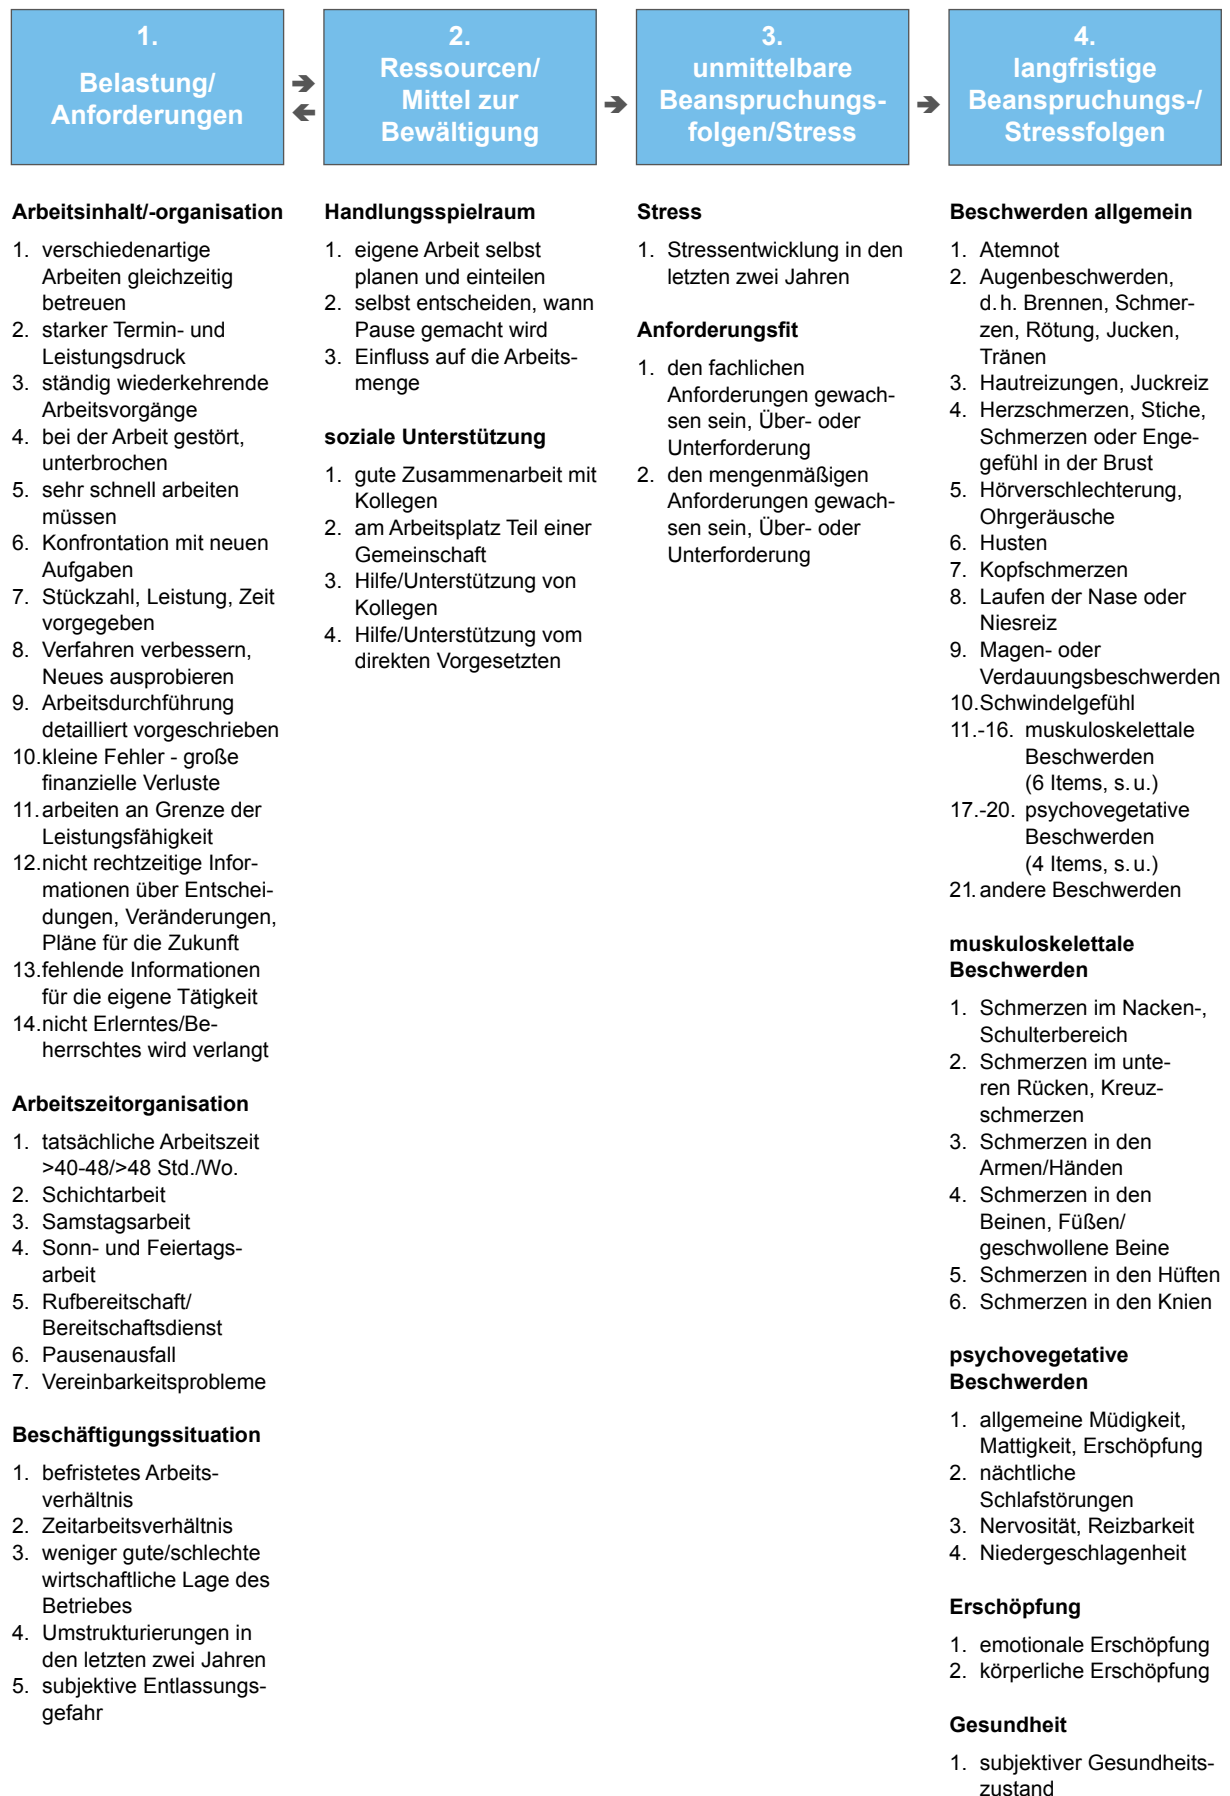 1.
Belastung/
Anforderungen
2.
Ressourcen/
Mittel zur
Bewältigung
3.
unmittelbare
Beanspruchungs-
folgen/Stress
4.
langfristige
Beanspruchungs-/
Stressfolgen
Arbeitsinhalt/-organisation
1. verschiedenartige
Arbeiten gleichzeitig
betreuen
2. starker Termin- und
Leistungsdruck
3. ständig wiederkehrende
Arbeitsvorgänge
4. bei der Arbeit gestört,
unterbrochen
5. sehr schnell arbeiten
müssen
6. Konfrontation mit neuen
Aufgaben
7. Stückzahl, Leistung, Zeit
vorgegeben
8. Verfahren verbessern,
Neues ausprobieren
9. Arbeitsdurchführung
detailliert vorgeschrieben
10.kleine Fehler - große
finanzielle Verluste
11.arbeiten an Grenze der
Leistungsfähigkeit
12.nicht rechtzeitige Infor-
mationen über Entschei-
dungen, Veränderungen,
Pläne für die Zukunft
13.fehlende Informationen
für die eigene Tätigkeit
14.nicht Erlerntes/Be-
herrschtes wird verlangt
Arbeitszeitorganisation
1. tatsächliche Arbeitszeit
>40-48/>48 Std./Wo.
2. Schichtarbeit
3. Samstagsarbeit
4. Sonn- und Feiertags-
arbeit
5. Rufbereitschaft/
Bereitschaftsdienst
6. Pausenausfall
7. Vereinbarkeitsprobleme
Beschäftigungssituation
1. befristetes Arbeits-
verhältnis
2. Zeitarbeitsverhältnis
3. weniger gute/schlechte
wirtschaftliche Lage des
Betriebes
4. Umstrukturierungen in
den letzten zwei Jahren
5. subjektive Entlassungs-
gefahr
Handlungsspielraum
1. eigene Arbeit selbst
planen und einteilen
2. selbst entscheiden, wann
Pause gemacht wird
3. Einfluss auf die Arbeits-
menge
soziale Unterstützung
1. gute Zusammenarbeit mit
Kollegen
2. am Arbeitsplatz Teil einer
Gemeinschaft
3. Hilfe/Unterstützung von
Kollegen
4. Hilfe/Unterstützung vom
direkten Vorgesetzten
Stress
1. Stressentwicklung in den
letzten zwei Jahren
Anforderungsfit
1. den fachlichen
Anforderungen gewach-
sen sein, Über- oder
Unterforderung
2. den mengenmäßigen
Anforderungen gewach-
sen sein, Über- oder
Unterforderung
Beschwerden allgemein
1. Atemnot
2. Augenbeschwerden,
d. h. Brennen, Schmer-
zen, Rötung, Jucken,
Tränen
3. Hautreizungen, Juckreiz
4. Herzschmerzen, Stiche,
Schmerzen oder Enge-
gefühl in der Brust
5. Hörverschlechterung,
Ohrgeräusche
6. Husten
7. Kopfschmerzen
8. Laufen der Nase oder
Niesreiz
9. Magen- oder
Verdauungsbeschwerden
10.Schwindelgefühl
11.-16. muskuloskelettale
Beschwerden
(6 Items, s. u.)
17.-20. psychovegetative
Beschwerden
(4 Items, s. u.)
21.andere Beschwerden
muskuloskelettale
Beschwerden
1. Schmerzen im Nacken-,
Schulterbereich
2. Schmerzen im unte-
ren Rücken, Kreuz-
schmerzen
3. Schmerzen in den
Armen/Händen
4. Schmerzen in den
Beinen, Füßen/
geschwollene Beine
5. Schmerzen in den Hüften
6. Schmerzen in den Knien
psychovegetative
Beschwerden
1. allgemeine Müdigkeit,
Mattigkeit, Erschöpfung
2. nächtliche
Schlafstörungen
3. Nervosität, Reizbarkeit
4. Niedergeschlagenheit
Erschöpfung
1. emotionale Erschöpfung
2. körperliche Erschöpfung
Gesundheit
1. subjektiver Gesundheits-
zustand